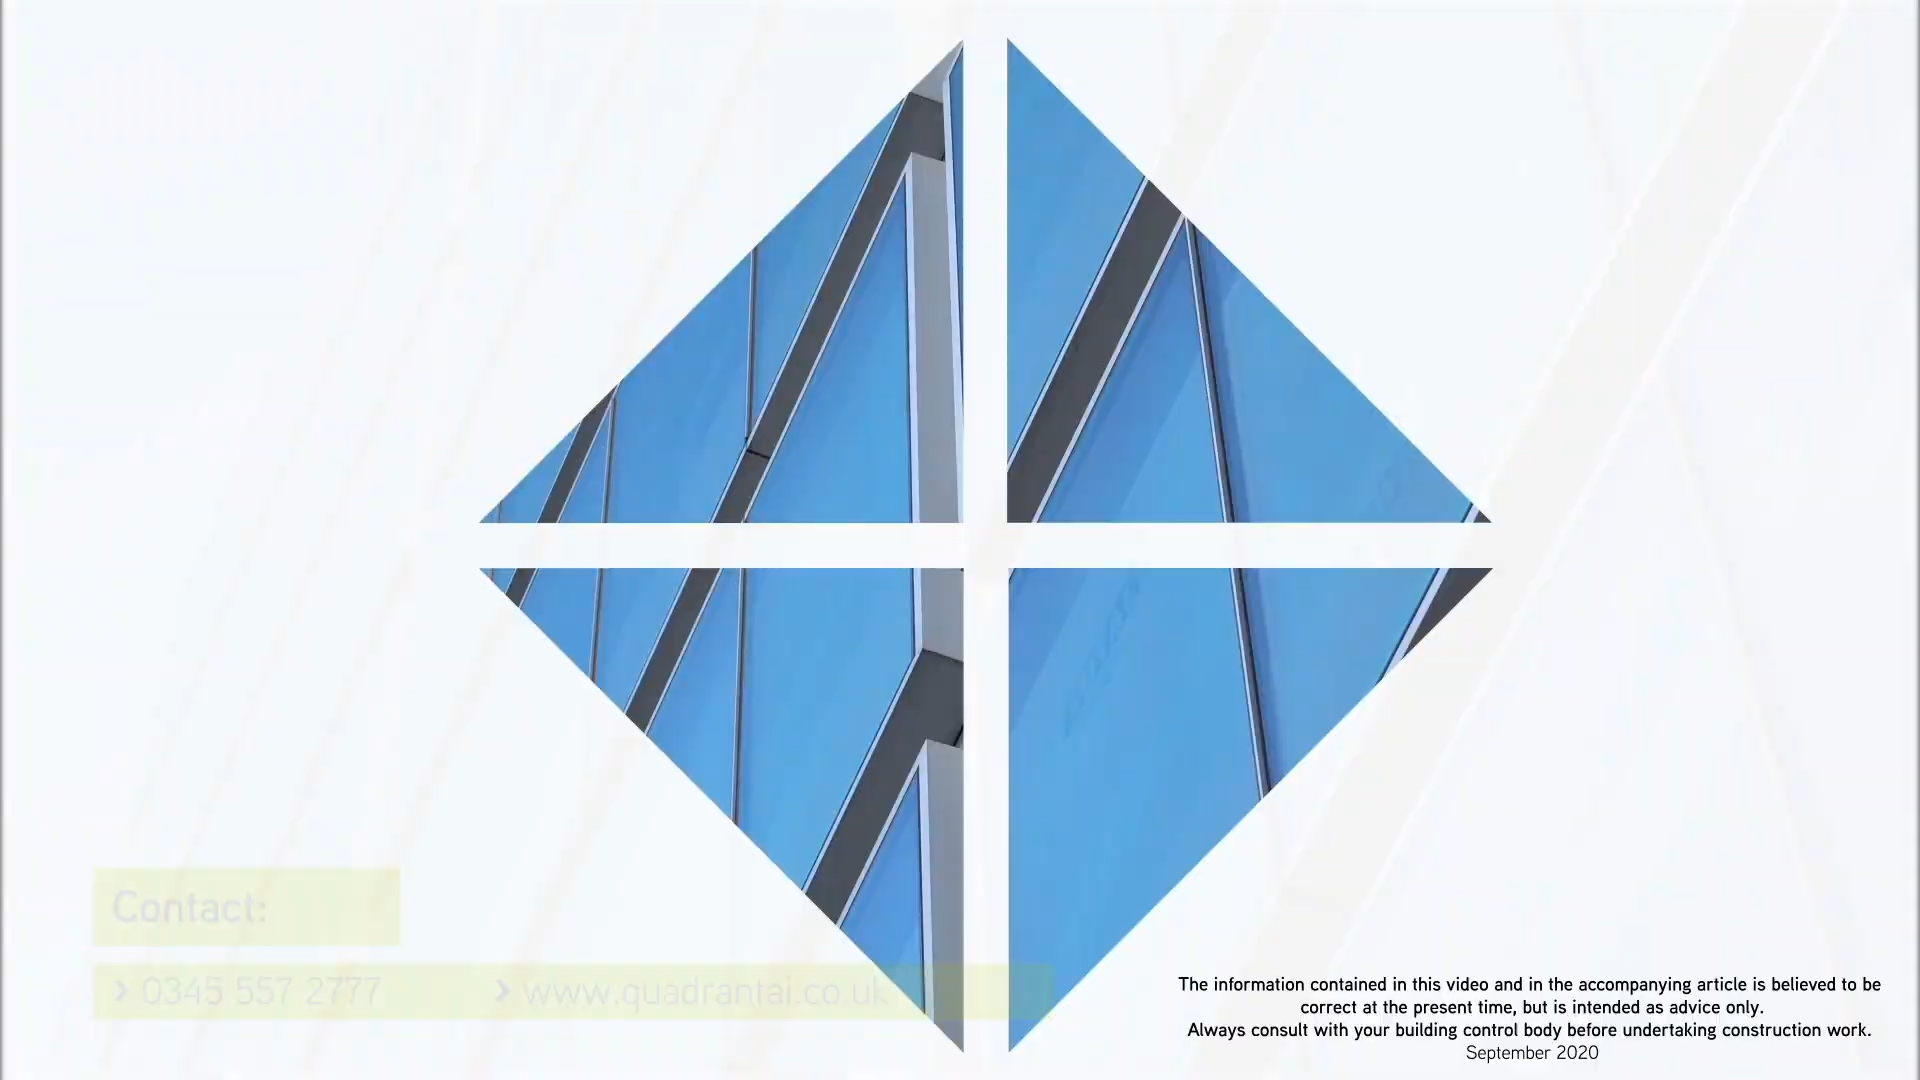 Contact:
› 0345 557 2777
› www.quadrantai.co.uk
The information contained in this video and in the accompanying article is believed to be
correct at the present time, but is intended as advice only.
Always consult with your building control body before undertaking construction work.
September 2020